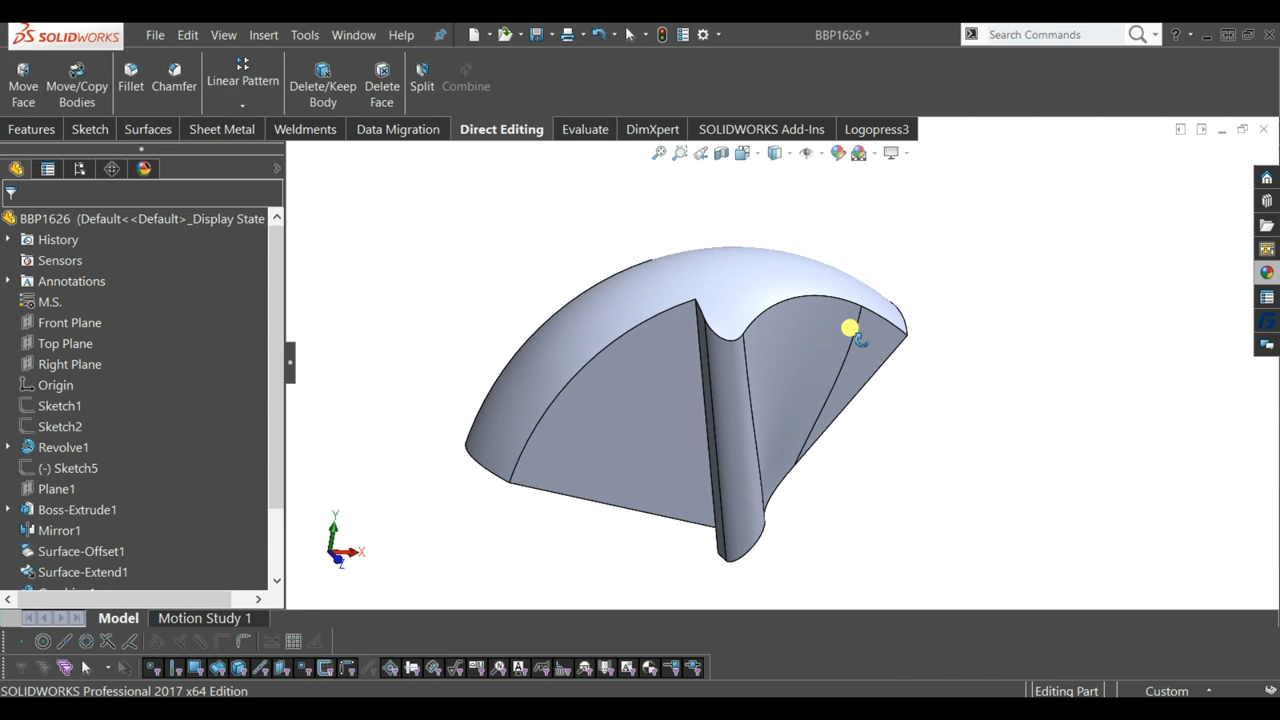 SOLIDWORKS File Edit View Insert Tools Window Help BBP1626 * Search Commands ?
Move Face Move/Copy Bodies Fillet Chamfer Linear Pattern Delete/Keep Body Delete Face Split Combine
Features Sketch Surfaces Sheet Metal Weldments Data Migration Direct Editing Evaluate DimXpert SOLIDWORKS Add-Ins Logopress3
BBP1626 (Default<<Default>_Display State
History
Sensors
Annotations
M.S.
Front Plane
Top Plane
Right Plane
Origin
Sketch1
Sketch2
Revolve1
(-) Sketch5
Plane1
Boss-Extrude1
Mirror1
Surface-Offset1
Surface-Extend1
Y
X
Z
Model Motion Study 1
SOLIDWORKS Professional 2017 x64 Edition Editing Part Custom